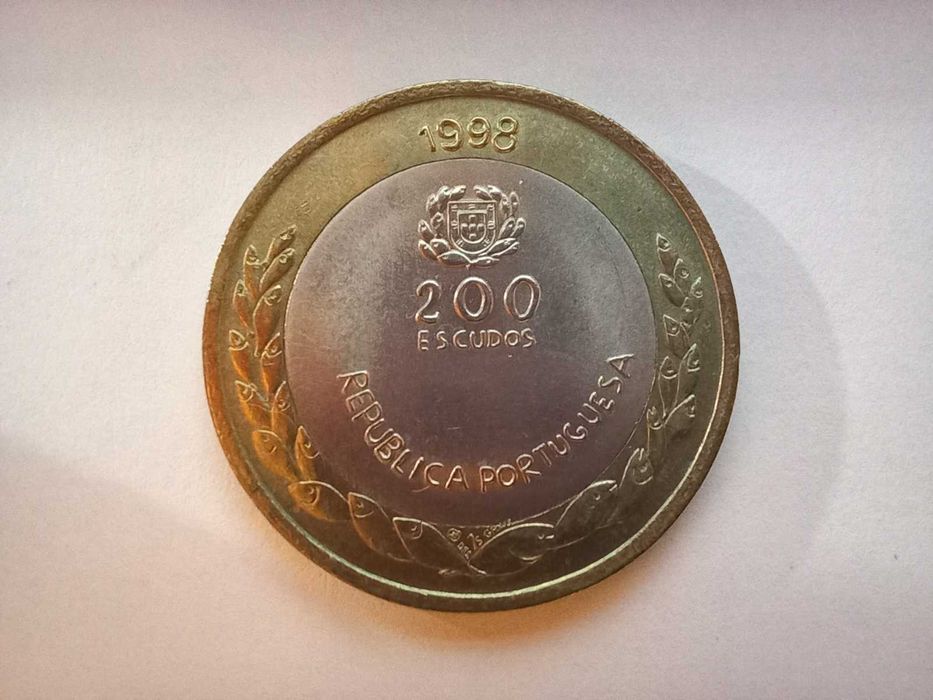 1998
200
ESCUDOS
REPUBLICA PORTUGUESA